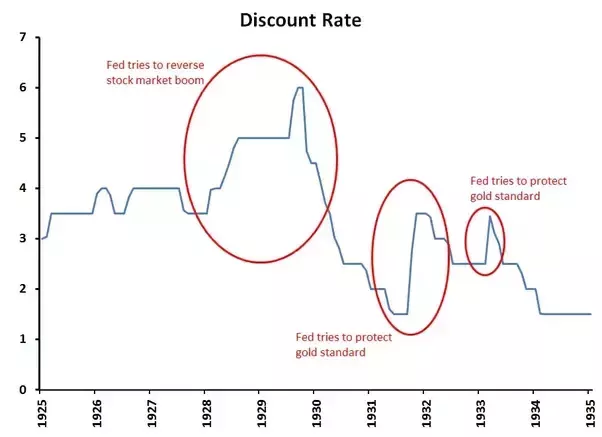 Discount Rate
7
6
5
4
3
2
1
0
Fed tries to reverse
stock market boom
Fed tries to protect
gold standard
Fed tries to protect
gold standard
1925
1926
1927
1928
1929
1930
1931
1932
1933
1934
1935